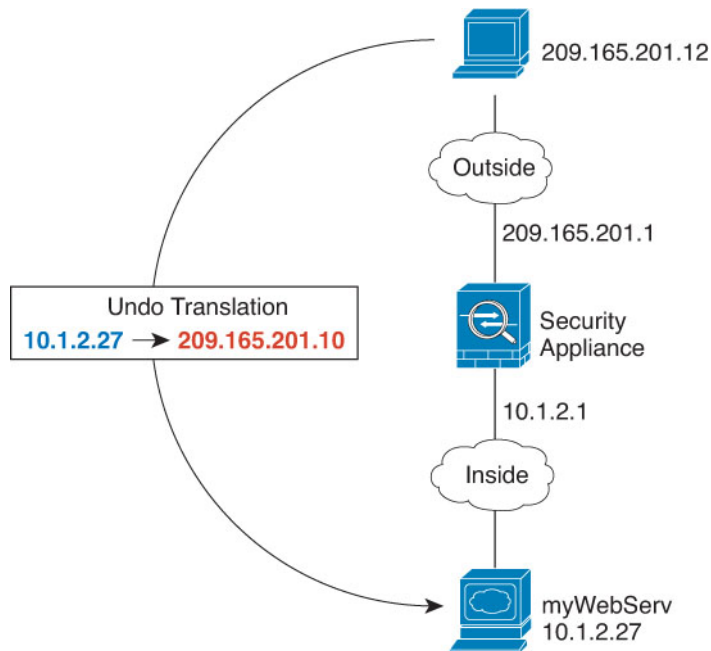 209.165.201.12
Outside
209.165.201.1
Undo Translation
10.1.2.27 → 209.165.201.10
Security
Appliance
10.1.2.1
Inside
myWebServ
10.1.2.27